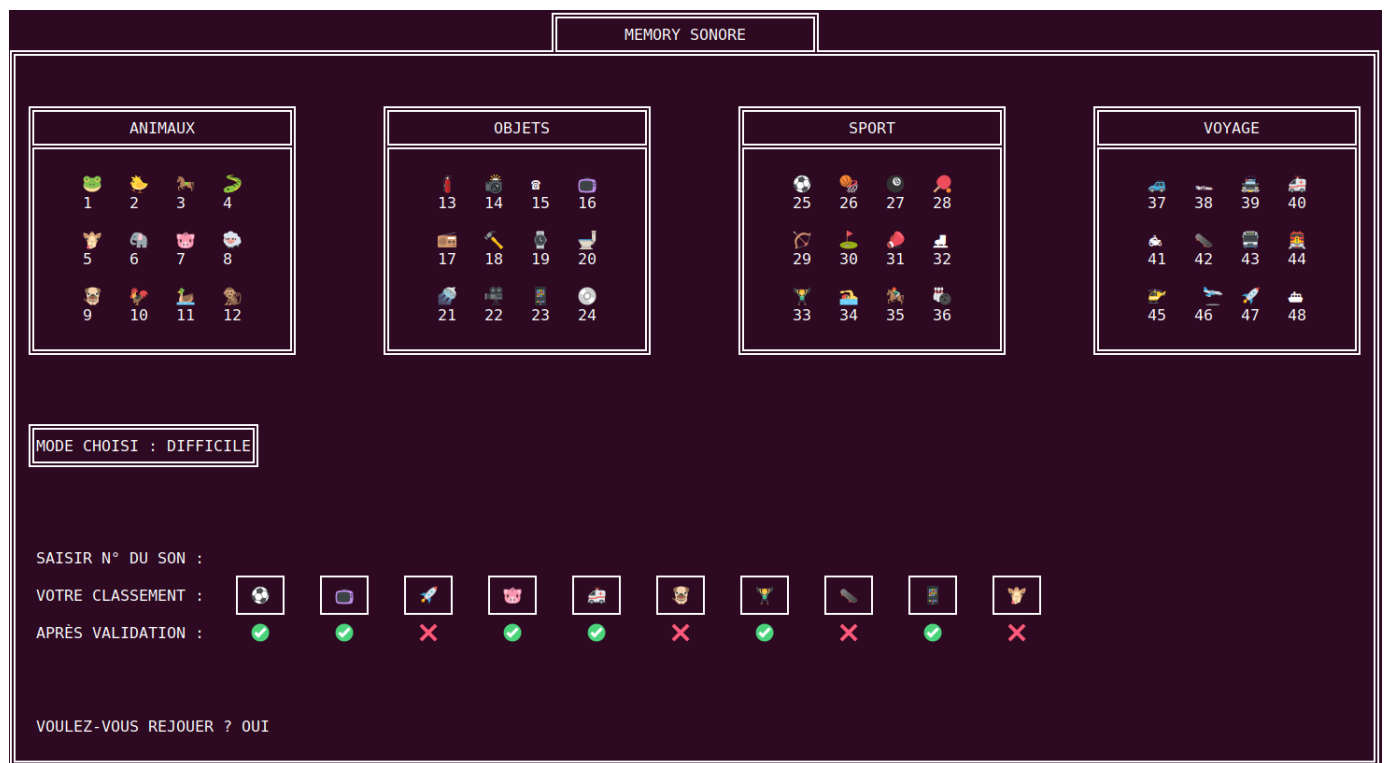 MEMORY SONORE
ANIMAUX OBJETS SPORT VOYAGE
1 2 3 4 13 14 15 16 25 26 27 28 37 38 39 40
5 6 7 8 17 18 19 20 29 30 31 32 41 42 43 44
9 10 11 12 21 22 23 24 33 34 35 36 45 46 47 48
MODE CHOISI : DIFFICILE
SAISIR N° DU SON :
VOTRE CLASSEMENT :
APRÈS VALIDATION :
VOULEZ-VOUS REJOUER ? OUI